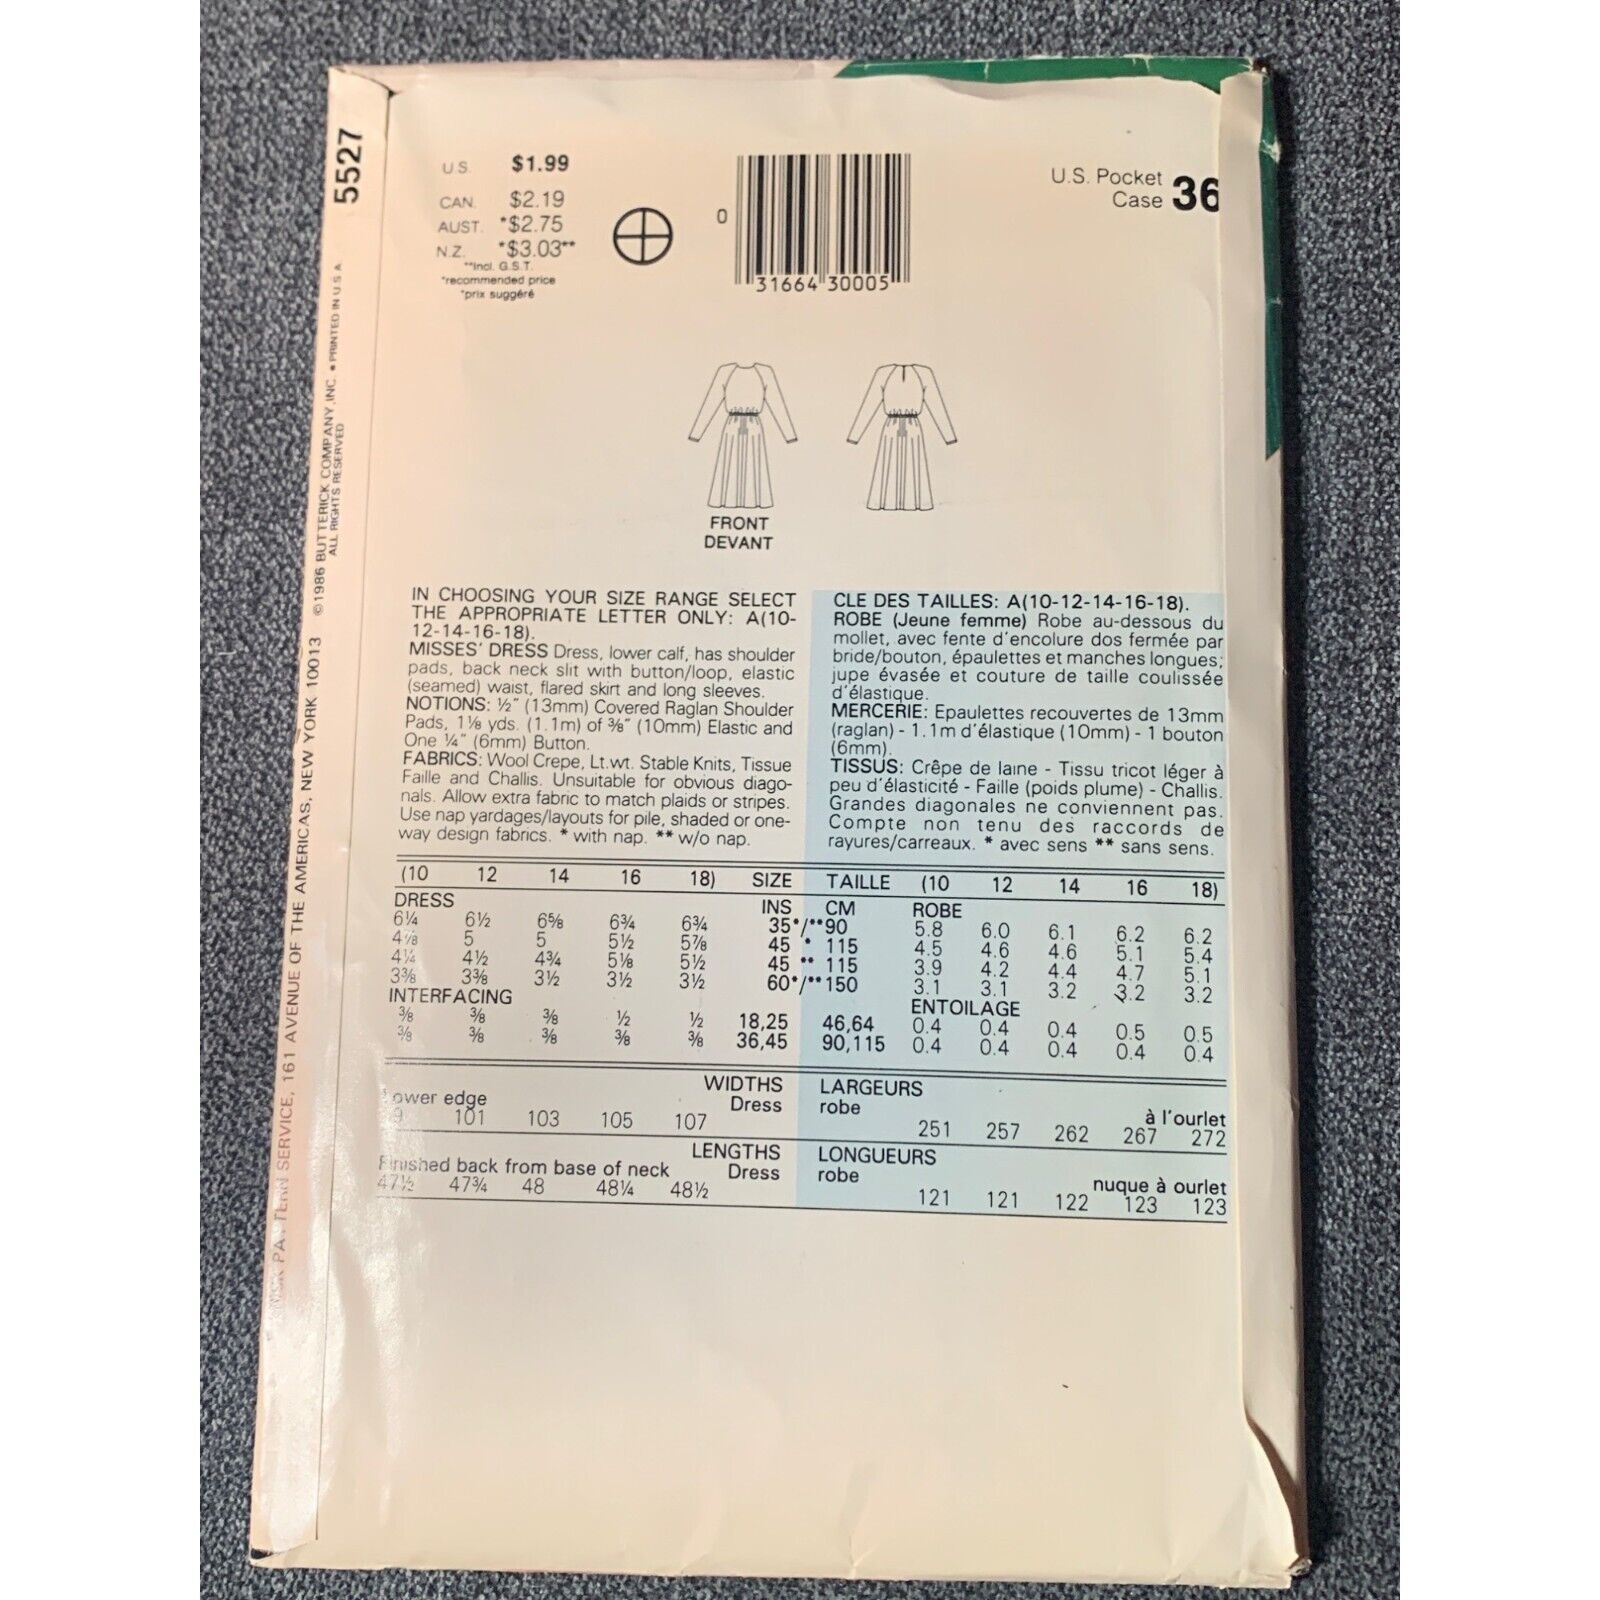 5527
©1986 BUTTERICK COMPANY, INC. • PRINTED IN U.S.A.
ALL RIGHTS RESERVED
SERVICE, 161 AVENUE OF THE AMERICAS, NEW YORK 10013
U.S. $1.99
CAN. $2.19
AUST. *$2.75
N.Z. *$3.03**
**Incl. G.S.T.
*recommended price
*prix suggéré
0
31664 30005
U.S. Pocket
Case 36
FRONT
DEVANT
IN CHOOSING YOUR SIZE RANGE SELECT
THE APPROPRIATE LETTER ONLY: A(10-
12-14-16-18).
MISSES' DRESS Dress, lower calf, has shoulder
pads, back neck slit with button/loop, elastic
(seamed) waist, flared skirt and long sleeves.
NOTIONS: ½" (13mm) Covered Raglan Shoulder
Pads, 1⅛ yds. (1.1m) of ⅜" (10mm) Elastic and
One ¼" (6mm) Button.
FABRICS: Wool Crepe, Lt.wt. Stable Knits, Tissue
Faille and Challis. Unsuitable for obvious diago-
nals. Allow extra fabric to match plaids or stripes.
Use nap yardages/layouts for pile, shaded or one-
way design fabrics. * with nap. ** w/o nap.
CLE DES TAILLES: A(10-12-14-16-18).
ROBE (Jeune femme) Robe au-dessous du
mollet, avec fente d'encolure dos fermée par
bride/bouton, épaulettes et manches longues;
jupe évasée et couture de taille coulissée
d'élastique.
MERCERIE: Epaulettes recouvertes de 13mm
(raglan) - 1.1m d'élastique (10mm) - 1 bouton
(6mm).
TISSUS: Crêpe de laine - Tissu tricot léger à
peu d'élasticité - Faille (poids plume) - Challis.
Grandes diagonales ne conviennent pas.
Compte non tenu des raccords de
rayures/carreaux. * avec sens ** sans sens.
(10 12 14 16 18) SIZE TAILLE (10 12 14 16 18)
DRESS INS CM ROBE
6¼ 6½ 6⅝ 6¾ 6¾ 35*/**90 5.8 6.0 6.1 6.2 6.2
4⅞ 5 5 5½ 5⅞ 45 * 115 4.5 4.6 4.6 5.1 5.4
4¼ 4½ 4¾ 5⅛ 5½ 45 ** 115 3.9 4.2 4.4 4.7 5.1
3⅜ 3⅜ 3½ 3½ 3½ 60*/**150 3.1 3.1 3.2 3.2 3.2
INTERFACING ENTOILAGE
⅜ ⅜ ⅜ ½ ½ 18,25 46,64 0.4 0.4 0.4 0.5 0.5
⅜ ⅜ ⅜ ⅜ ⅜ 36,45 90,115 0.4 0.4 0.4 0.4 0.4
WIDTHS LARGEURS
Lower edge Dress robe à l'ourlet
101 103 105 107 251 257 262 267 272
LENGTHS LONGUEURS
Finished back from base of neck Dress robe nuque à ourlet
47½ 47¾ 48 48¼ 48½ 121 121 122 123 123